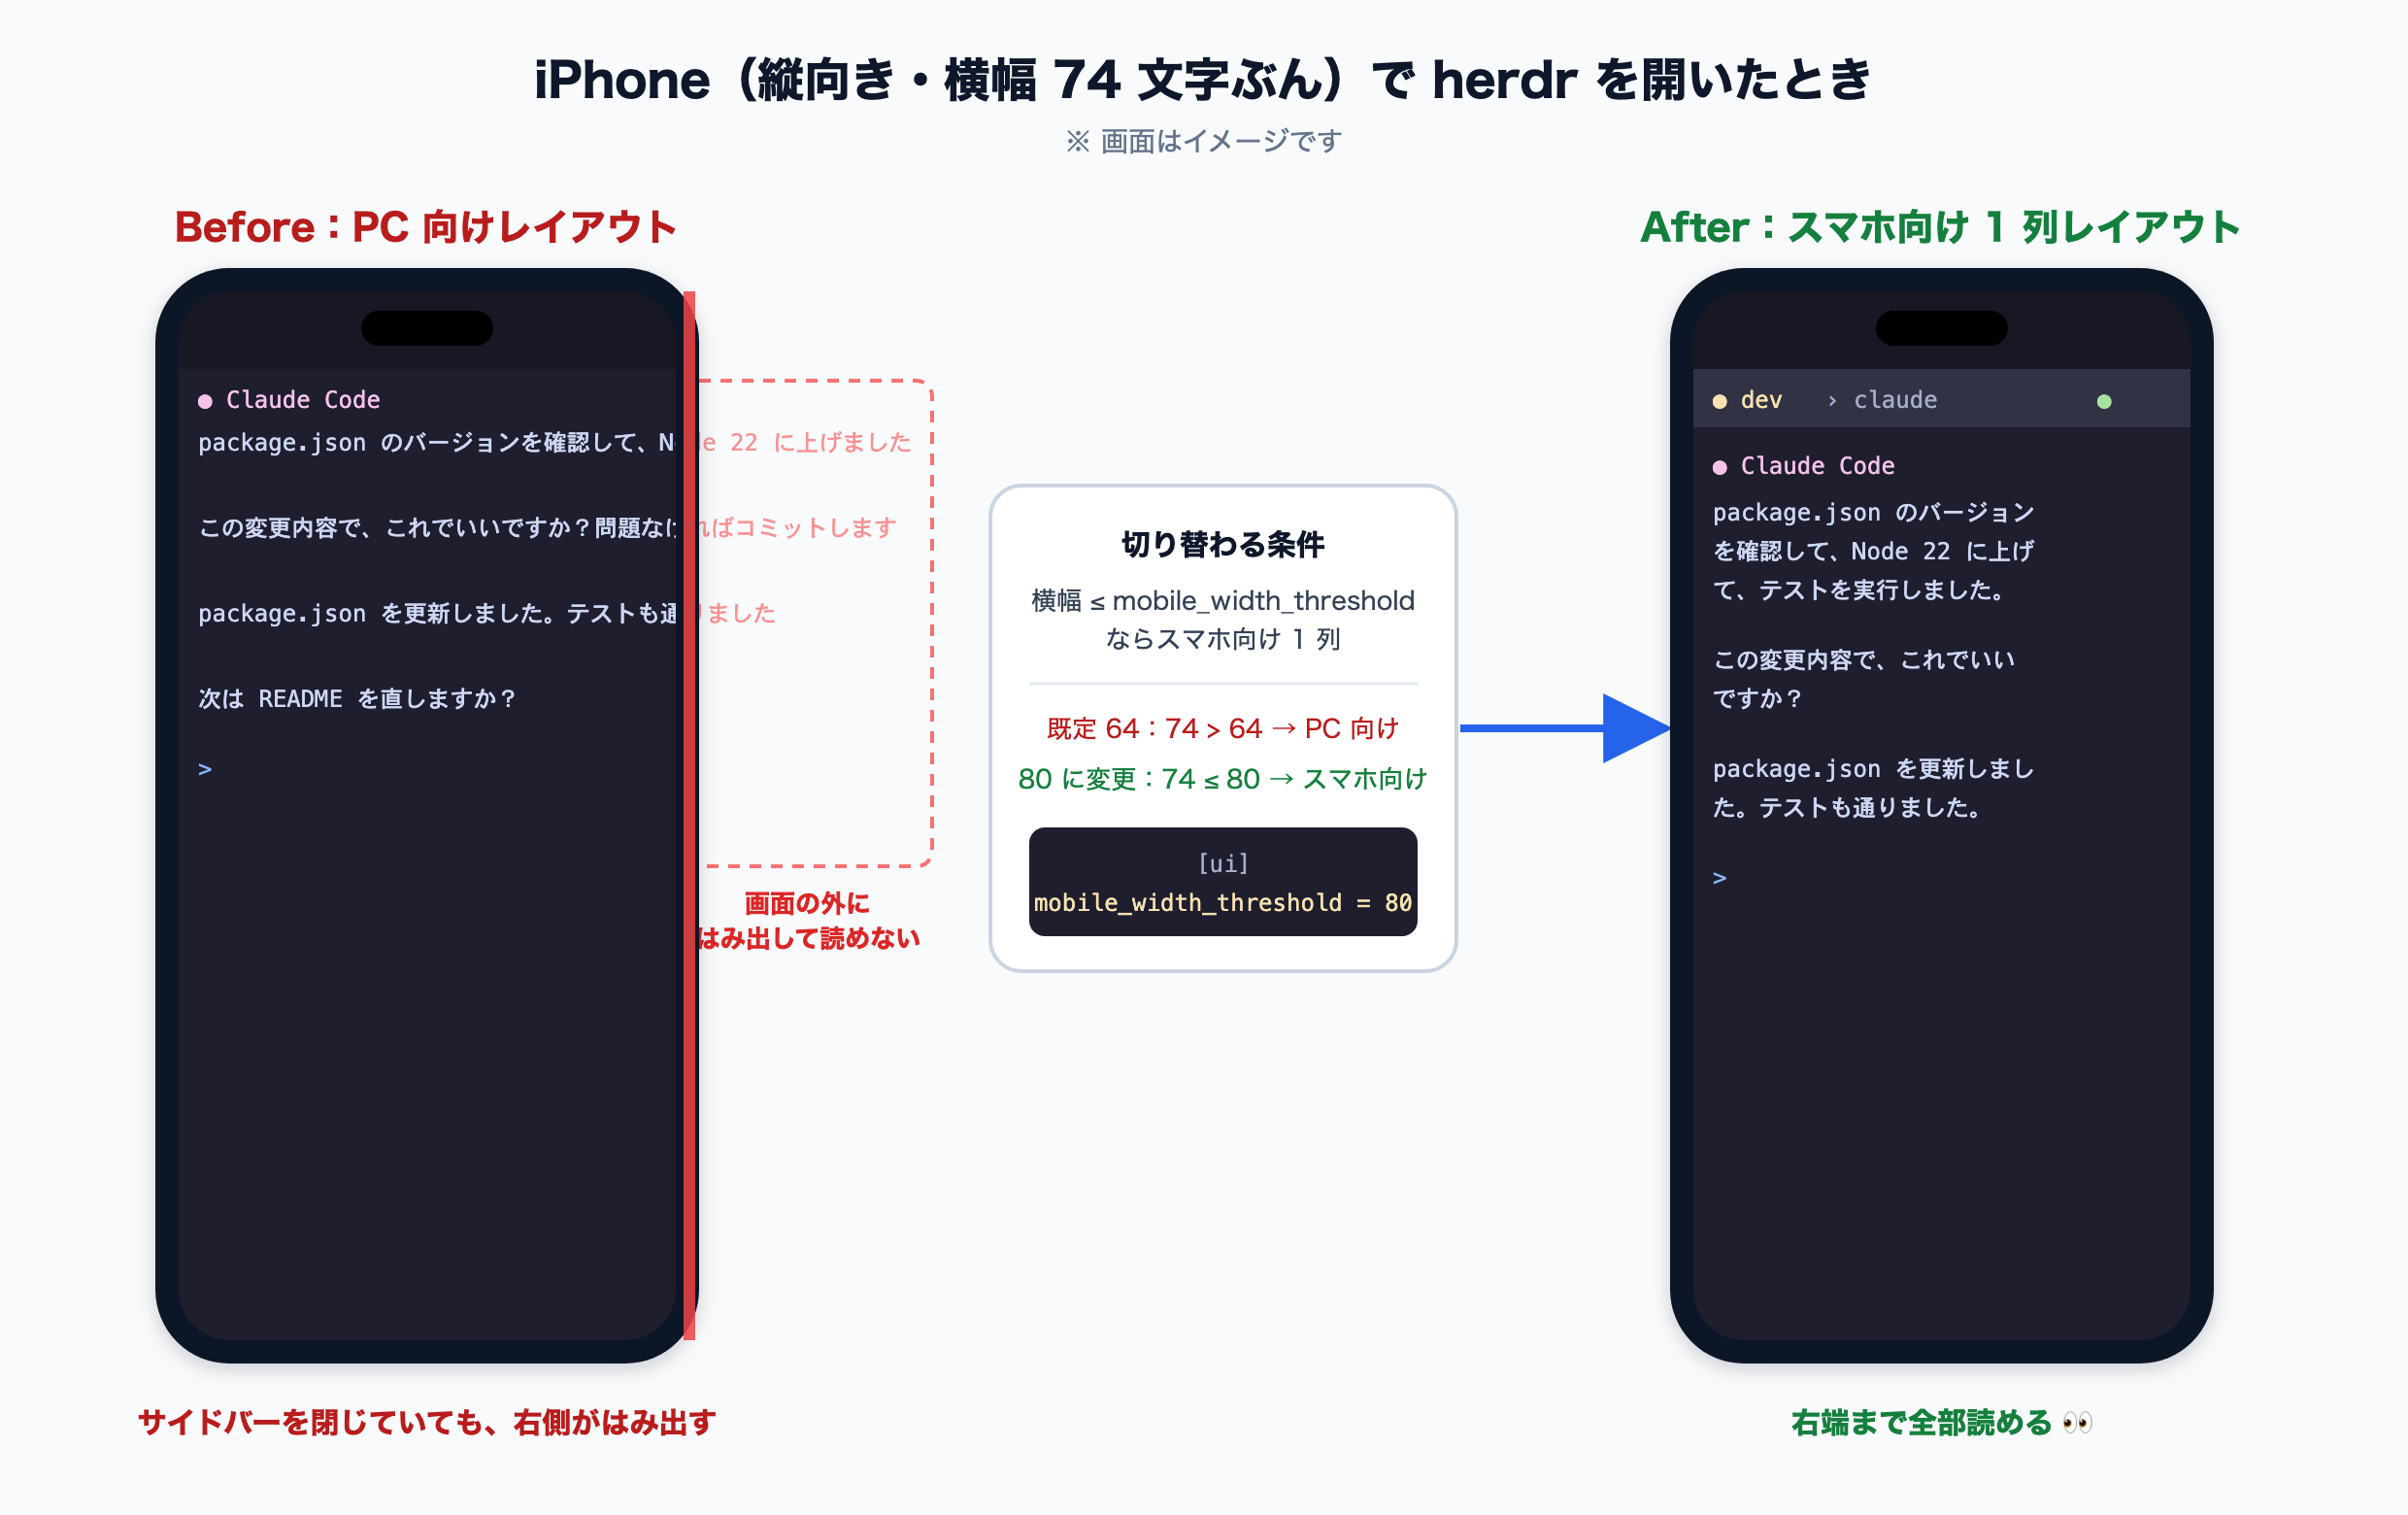 iPhone（縦向き・横幅 74 文字ぶん）で herdr を開いたとき
※ 画面はイメージです
Before：PC 向けレイアウト
● Claude Code
package.json のバージョンを確認して、Node 22 に上げました
この変更内容で、これでいいですか？問題なければコミットします
package.json を更新しました。テストも通りました
次は README を直しますか？
>
画面の外に
はみ出して読めない
サイドバーを閉じていても、右側がはみ出す
切り替わる条件
横幅 ≤ mobile_width_threshold
ならスマホ向け 1 列
既定 64：74 > 64 → PC 向け
80 に変更：74 ≤ 80 → スマホ向け
[ui]
mobile_width_threshold = 80
After：スマホ向け 1 列レイアウト
● dev › claude ●
● Claude Code
package.json のバージョン
を確認して、Node 22 に上げ
て、テストを実行しました。
この変更内容で、これでいい
ですか？
package.json を更新しまし
た。テストも通りました。
>
右端まで全部読める 👀